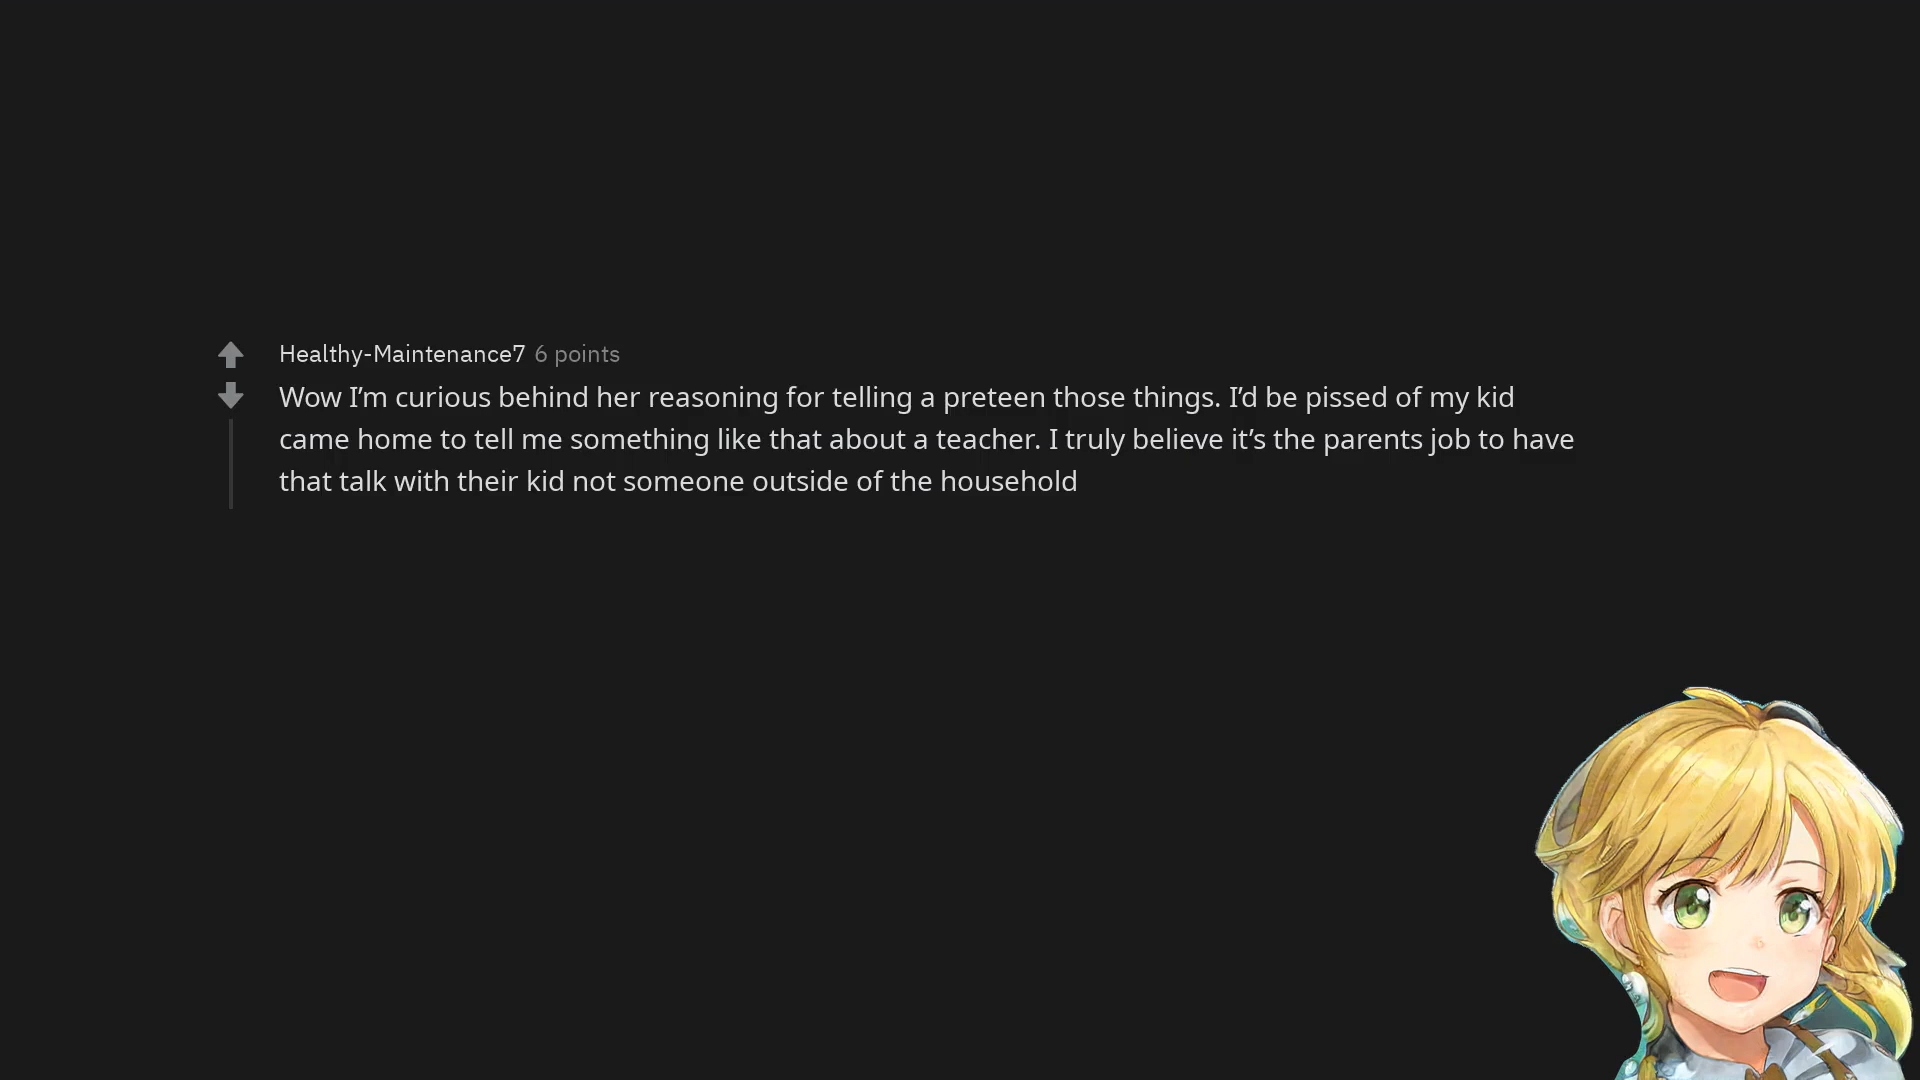 Healthy-Maintenance7 6 points
Wow I’m curious behind her reasoning for telling a preteen those things. I’d be pissed of my kid
came home to tell me something like that about a teacher. I truly believe it’s the parents job to have
that talk with their kid not someone outside of the household